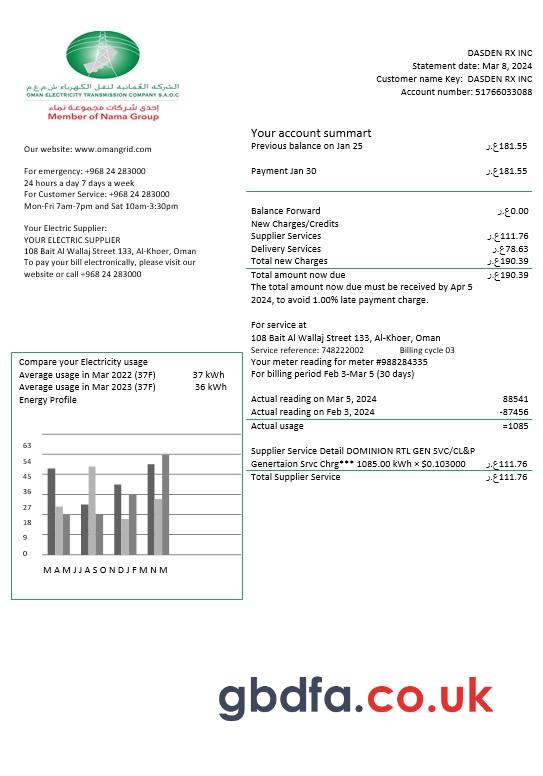 الشركة العُمانية لنقل الكهرباء ش.م.ع.م
OMAN ELECTRICITY TRANSMISSION COMPANY S.A.O.C
إحدى شركات مجموعة نماء
Member of Nama Group
DASDEN RX INC
Statement date: Mar 8, 2024
Customer name Key: DASDEN RX INC
Account number: 51766033088
Our website: www.omangrid.com
For emergency: +968 24 283000
24 hours a day 7 days a week
For Customer Service: +968 24 283000
Mon-Fri 7am-7pm and Sat 10am-3:30pm
Your Electric Supplier:
YOUR ELECTRIC SUPPLIER
108 Bait Al Wallaj Street 133, Al-Khoer, Oman
To pay your bill electronically, please visit our
website or call +968 24 283000
Your account summart
Previous balance on Jan 25 ر.ع181.55
Payment Jan 30 ر.ع181.55
Balance Forward ر.ع0.00
New Charges/Credits
Supplier Services ر.ع111.76
Delivery Services ر.ع78.63
Total new Charges ر.ع190.39
Total amount now due ر.ع190.39
The total amount now due must be received by Apr 5
2024, to avoid 1.00% late payment charge.
For service at
108 Bait Al Wallaj Street 133, Al-Khoer, Oman
Service reference: 748222002 Billing cycle 03
Your meter reading for meter #988284335
For billing period Feb 3-Mar 5 (30 days)
Actual reading on Mar 5, 2024 88541
Actual reading on Feb 3, 2024 -87456
Actual usage =1085
Supplier Service Detail DOMINION RTL GEN SVC/CL&P
Genertaion Srvc Chrg*** 1085.00 kWh × $0.103000 ر.ع111.76
Total Supplier Service ر.ع111.76
Compare your Electricity usage
Average usage in Mar 2022 (37F) 37 kWh
Average usage in Mar 2023 (37F) 36 kWh
Energy Profile
63
54
45
36
27
18
9
0
M A M J J A S O N D J F M N M
gbdfa.co.uk